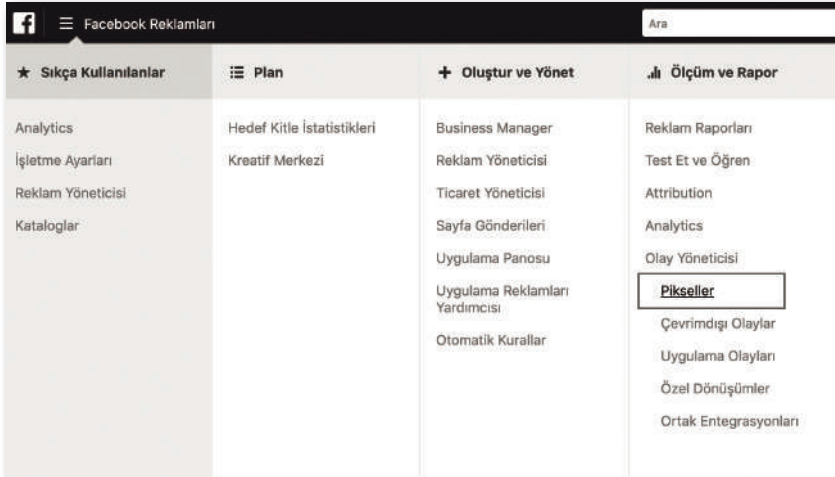 Facebook Reklamları
Ara
Sıkça Kullanılanlar
Analytics
İşletme Ayarları
Reklam Yöneticisi
Kataloglar
Plan
Hedef Kitle İstatistikleri
Kreatif Merkezi
Oluştur ve Yönet
Business Manager
Reklam Yöneticisi
Ticaret Yöneticisi
Sayfa Gönderileri
Uygulama Panosu
Uygulama Reklamları
Yardımcısı
Otomatik Kurallar
Ölçüm ve Rapor
Reklam Raporları
Test Et ve Öğren
Attribution
Analytics
Olay Yöneticisi
Pikseller
Çevrimdışı Olaylar
Uygulama Olayları
Özel Dönüşümler
Ortak Entegrasyonları